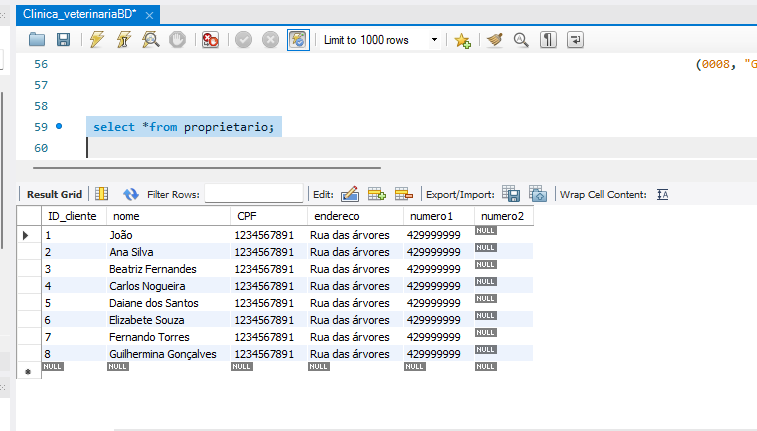 Clinica_veterinariaBD* ×
Limit to 1000 rows
56 (0008, "G
57
58
59 select *from proprietario;
60
Result Grid Filter Rows: Edit: Export/Import: Wrap Cell Content: IA
ID_cliente nome CPF endereco numero1 numero2
1 João 1234567891 Rua das árvores 429999999 NULL
2 Ana Silva 1234567891 Rua das árvores 429999999 NULL
3 Beatriz Fernandes 1234567891 Rua das árvores 429999999 NULL
4 Carlos Nogueira 1234567891 Rua das árvores 429999999 NULL
5 Daiane dos Santos 1234567891 Rua das árvores 429999999 NULL
6 Elizabete Souza 1234567891 Rua das árvores 429999999 NULL
7 Fernando Torres 1234567891 Rua das árvores 429999999 NULL
8 Guilhermina Gonçalves 1234567891 Rua das árvores 429999999 NULL
NULL NULL NULL NULL NULL NULL